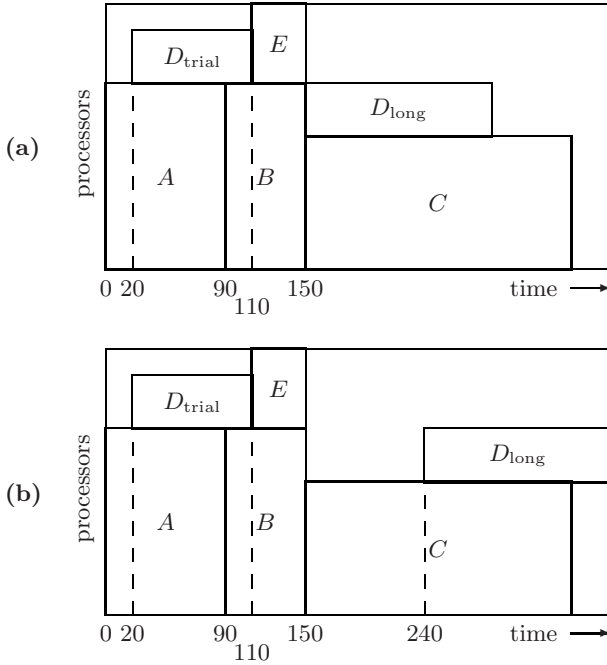 E
D_trial
processors
D_long
(a)
A
B
C
0 20 90 150 time
110
E
D_trial
processors
D_long
(b)
A
B
C
0 20 90 150 240 time
110